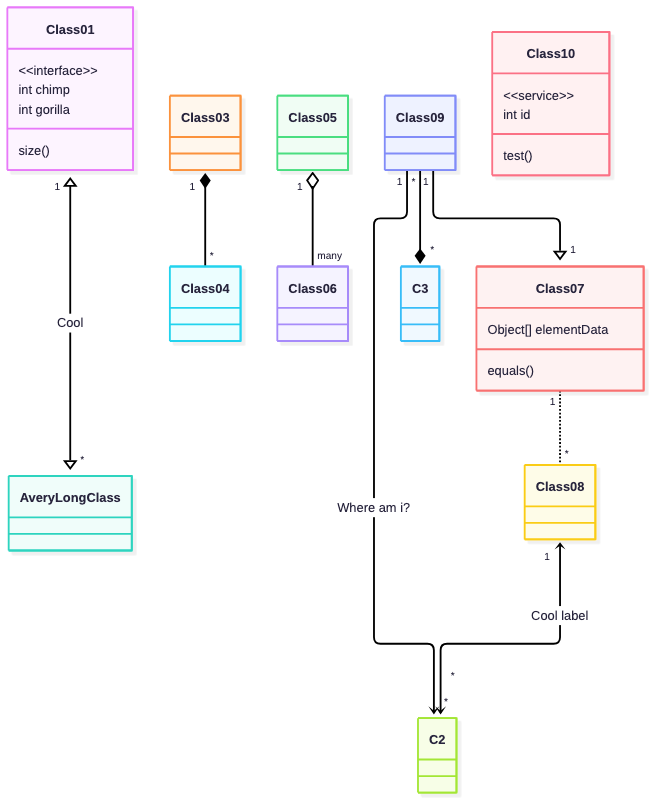 Class01
<<interface>>
int chimp
int gorilla
size()
Class03
Class05
Class09
Class10
<<service>>
int id
test()
1
1
1
1
*
1
*
many
*
1
Class04
Class06
C3
Class07
Object[] elementData
equals()
Cool
1
*
*
AveryLongClass
Class08
Where am i?
1
Cool label
*
*
C2